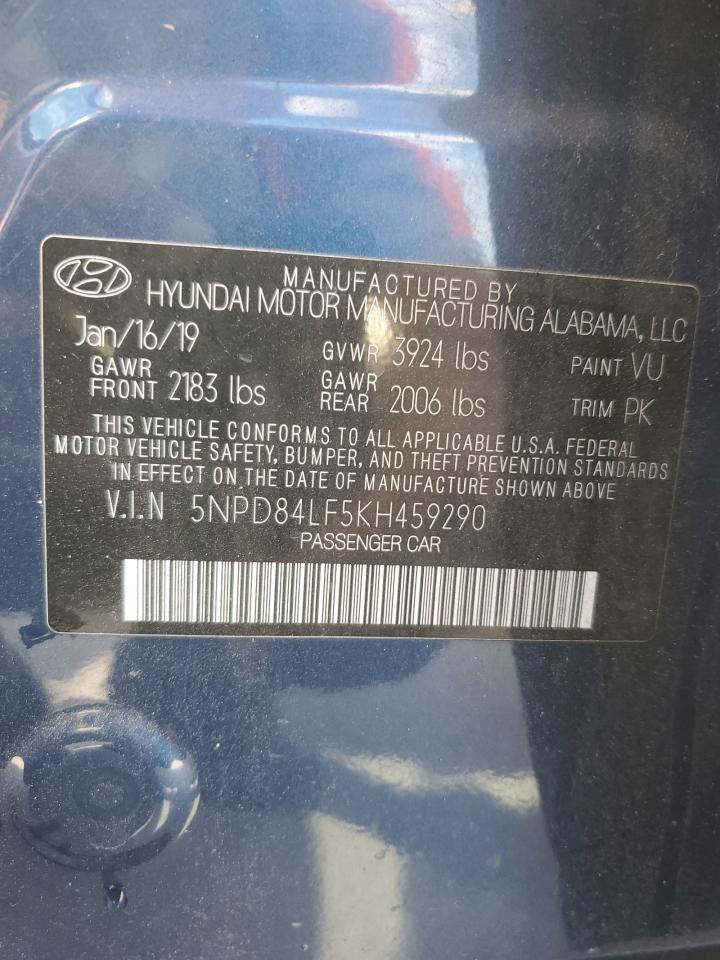 MANUFACTURED BY
HYUNDAI MOTOR MANUFACTURING ALABAMA, LLC
Jan/16/19 GVWR 3924 lbs PAINT VU
GAWR FRONT 2183 lbs GAWR REAR 2006 lbs TRIM PK
THIS VEHICLE CONFORMS TO ALL APPLICABLE U.S.A. FEDERAL
MOTOR VEHICLE SAFETY, BUMPER, AND THEFT PREVENTION STANDARDS
IN EFFECT ON THE DATE OF MANUFACTURE SHOWN ABOVE
V.I.N 5NPD84LF5KH459290
PASSENGER CAR